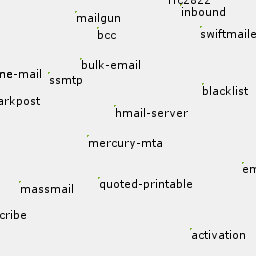 rfc2822
inbound
mailgun
bcc
swiftmaile
bulk-email
ne-mail
ssmtp
blacklist
arkpost
hmail-server
mercury-mta
em
quoted-printable
massmail
cribe
activation